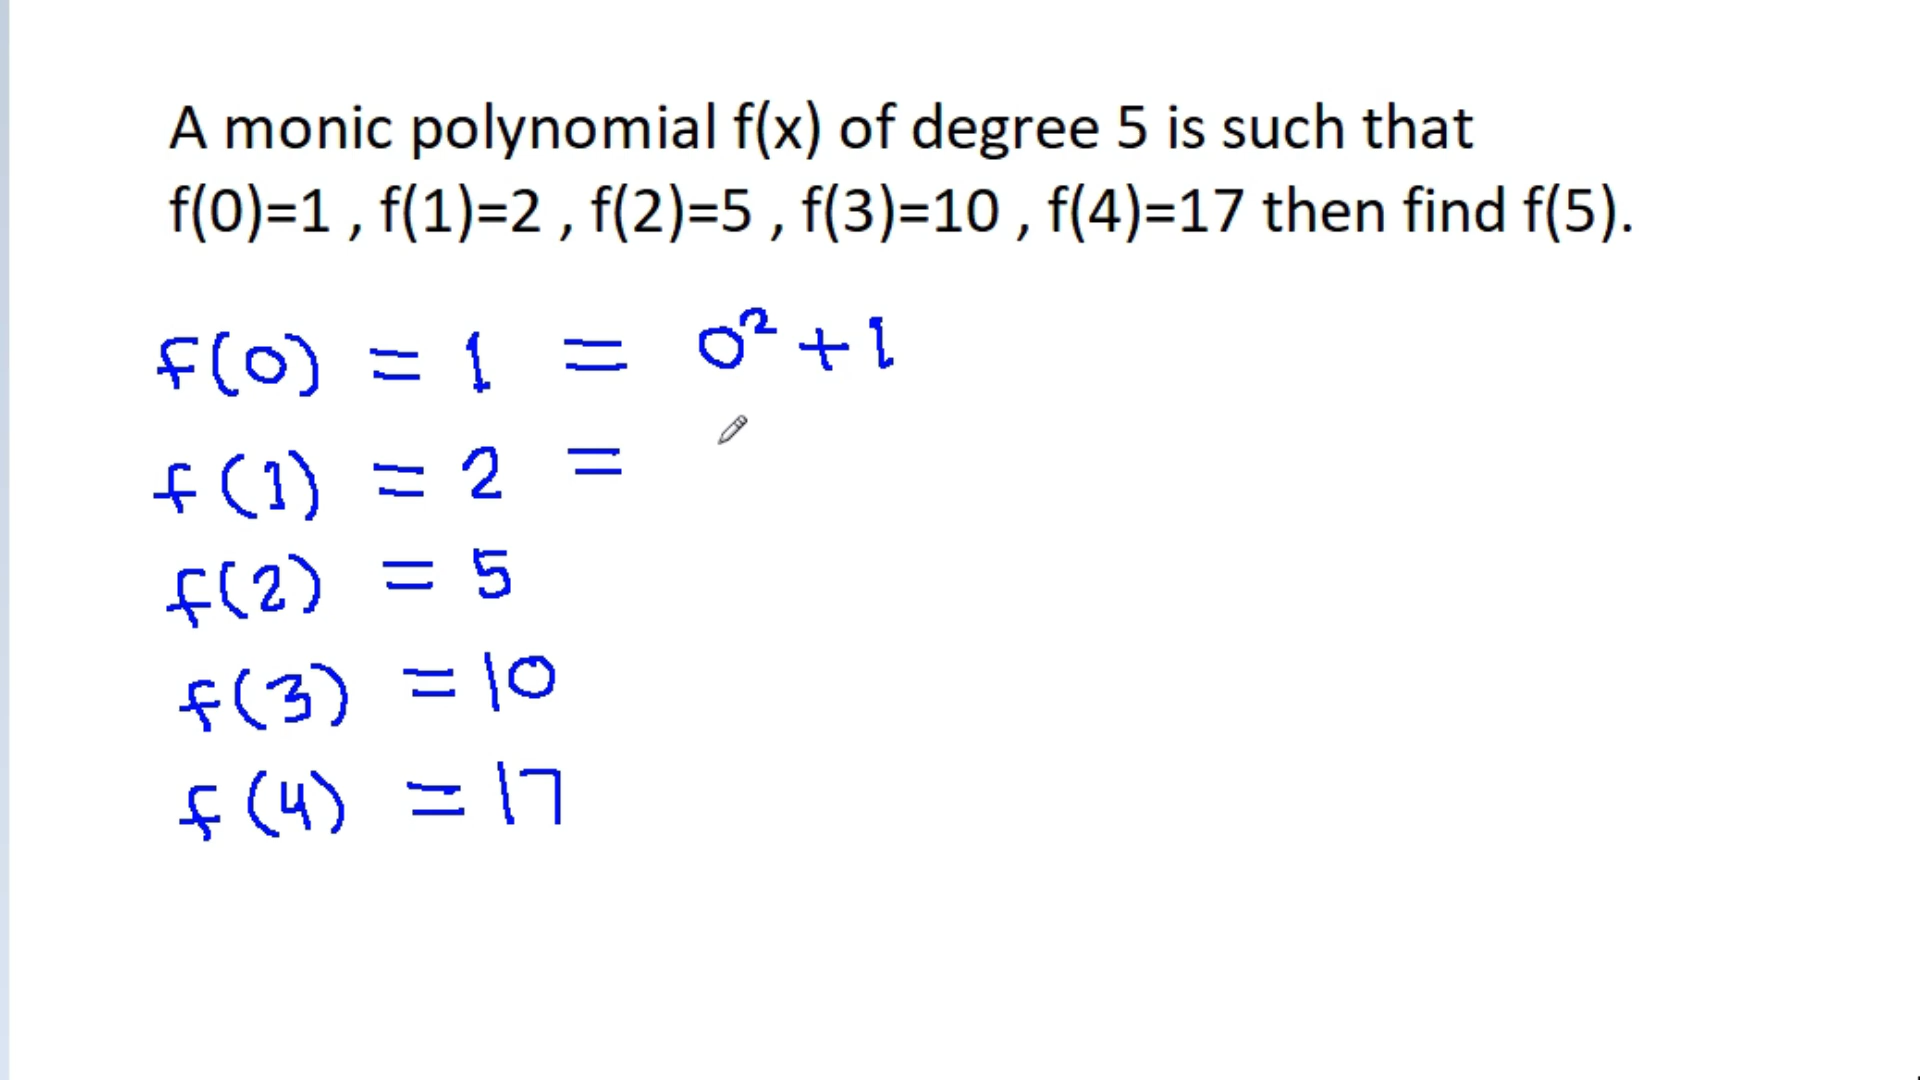 A monic polynomial f(x) of degree 5 is such that
f(0)=1 , f(1)=2 , f(2)=5 , f(3)=10 , f(4)=17 then find f(5).
f(0) = 1 = 0² + 1
f(1) = 2 =
f(2) = 5
f(3) = 10
f(4) = 17